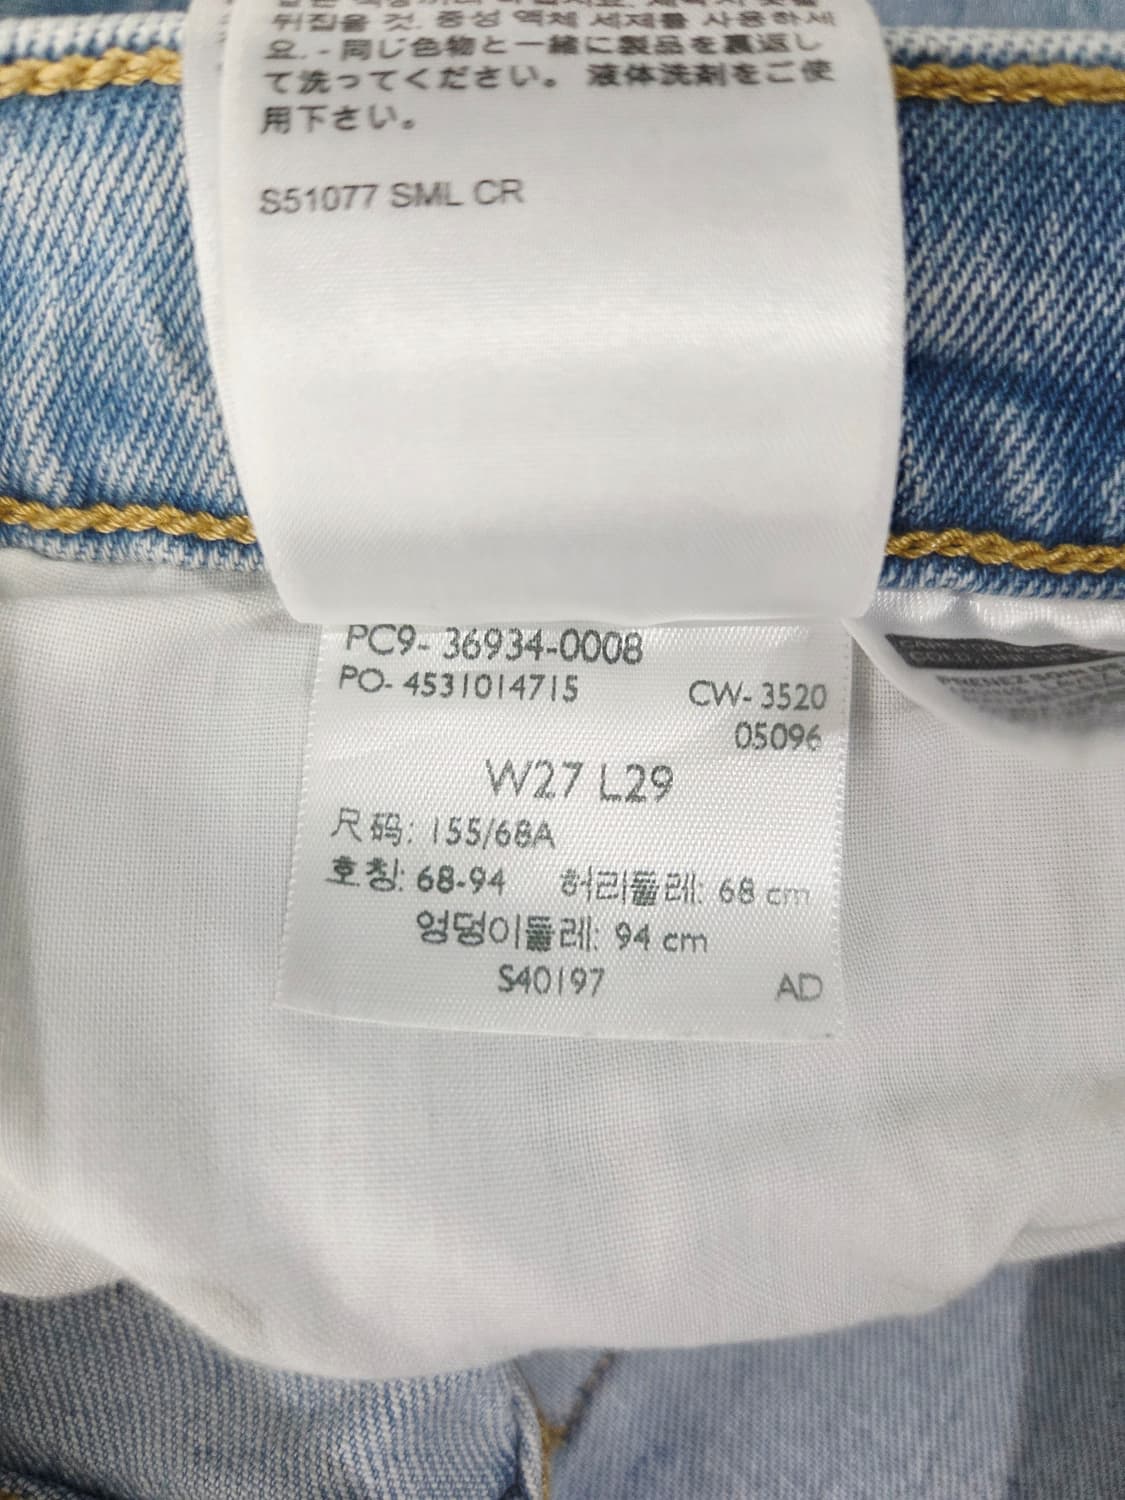 뒤집을 것. 중성 액체 세제를 사용하세
요. - 同じ色物と一緒に製品を裏返し
て洗ってください。 液体洗剤をご使
用下さい。
S51077 SML CR
PC9- 36934-0008
PO- 4531014715 CW- 3520
05096
W27 L29
尺码: 155/68A
호칭: 68-94 허리둘레: 68 cm
엉덩이둘레: 94 cm
S40197 AD